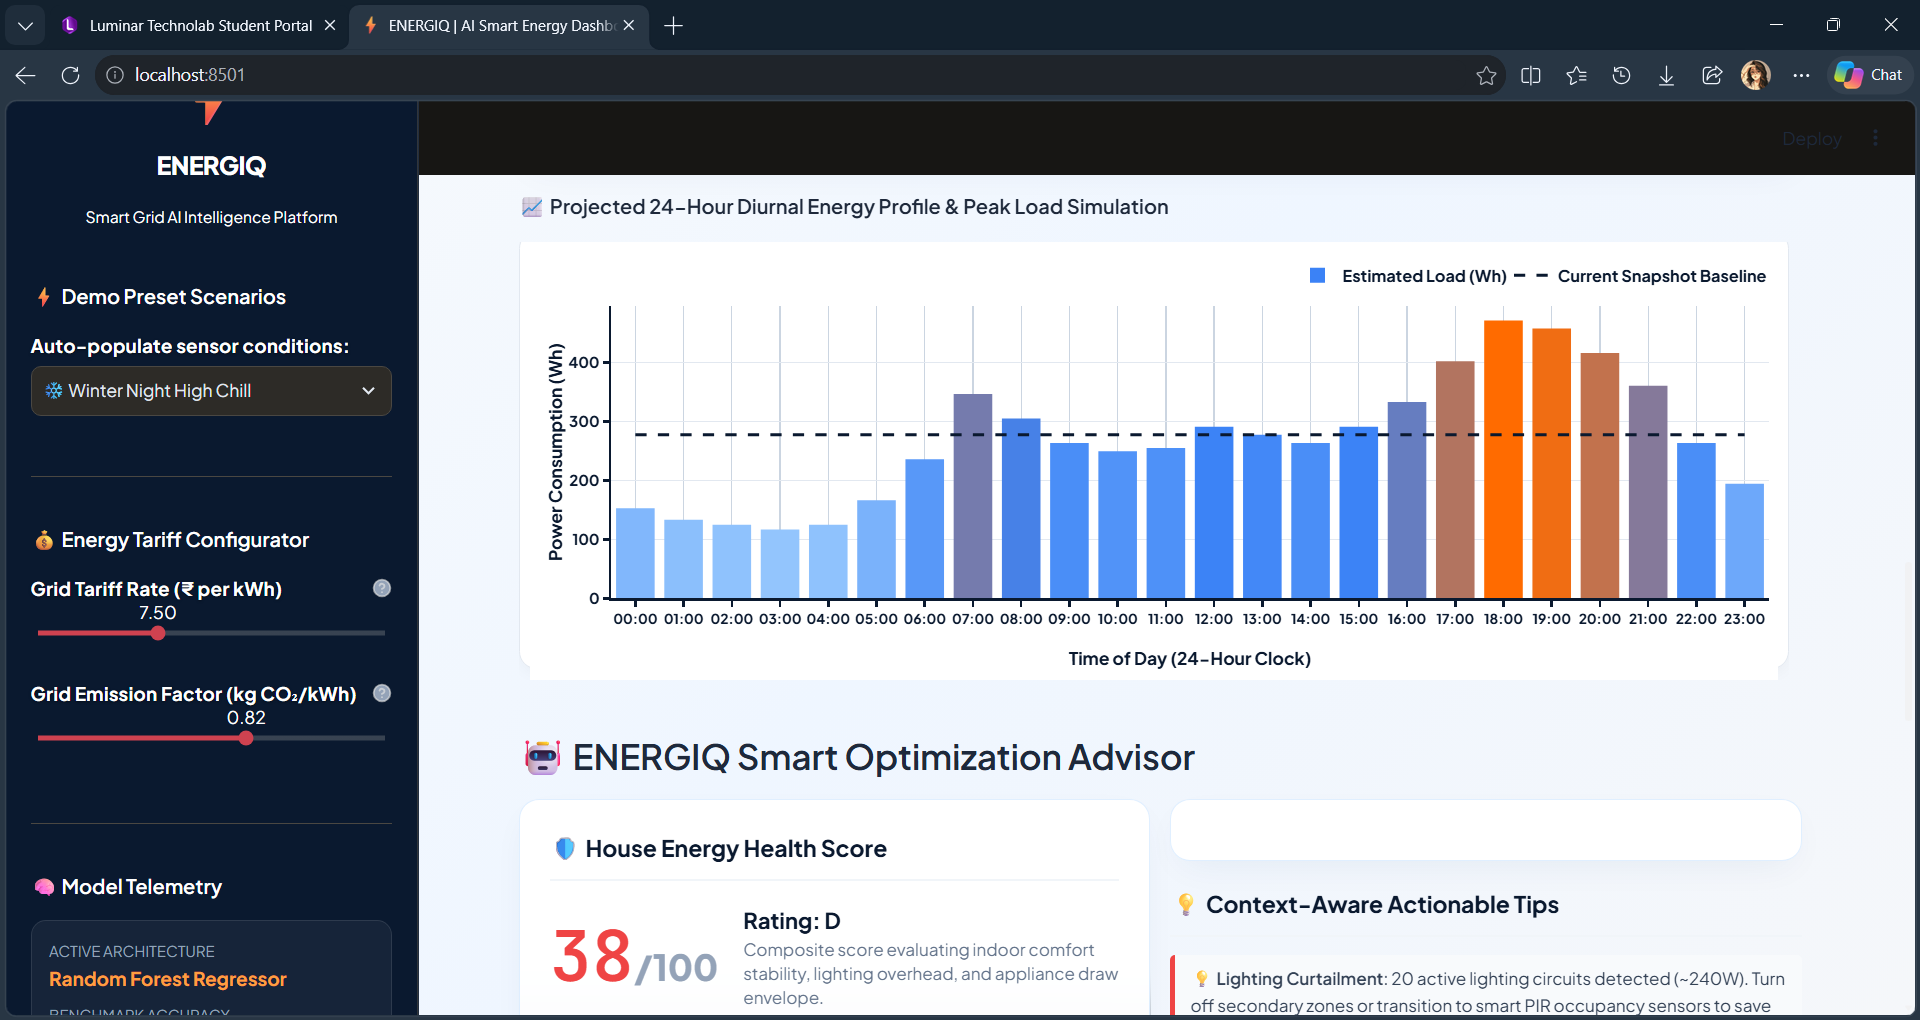 Luminar Technolab Student Portal
ENERGIQ | AI Smart Energy Dashb
localhost:8501
Chat
Deploy
ENERGIQ
Smart Grid AI Intelligence Platform
Demo Preset Scenarios
Auto-populate sensor conditions:
Winter Night High Chill
Energy Tariff Configurator
Grid Tariff Rate (₹ per kWh)
7.50
Grid Emission Factor (kg CO₂/kWh)
0.82
Model Telemetry
ACTIVE ARCHITECTURE
Random Forest Regressor
BENCHMARK ACCURACY
Projected 24-Hour Diurnal Energy Profile & Peak Load Simulation
Estimated Load (Wh)
Current Snapshot Baseline
Power Consumption (Wh)
400
300
200
100
0
00:00 01:00 02:00 03:00 04:00 05:00 06:00 07:00 08:00 09:00 10:00 11:00 12:00 13:00 14:00 15:00 16:00 17:00 18:00 19:00 20:00 21:00 22:00 23:00
Time of Day (24-Hour Clock)
ENERGIQ Smart Optimization Advisor
House Energy Health Score
38/100
Rating: D
Composite score evaluating indoor comfort
stability, lighting overhead, and appliance draw
envelope.
Context-Aware Actionable Tips
Lighting Curtailment: 20 active lighting circuits detected (~240W). Turn
off secondary zones or transition to smart PIR occupancy sensors to save